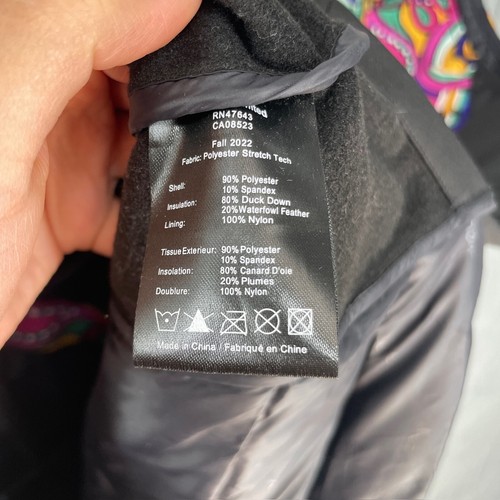 RN47643
CA08523
Fall 2022
Fabric: Polyester Stretch Tech
Shell: 90% Polyester
10% Spandex
Insulation: 80% Duck Down
20%Waterfowl Feather
Lining: 100% Nylon
Tissue Exterieur: 90%Polyester
10% Spandex
Insolation: 80% Canard D'oie
20% Plumes
Doublure: 100% Nylon
Made in China / Fabriqué en Chine